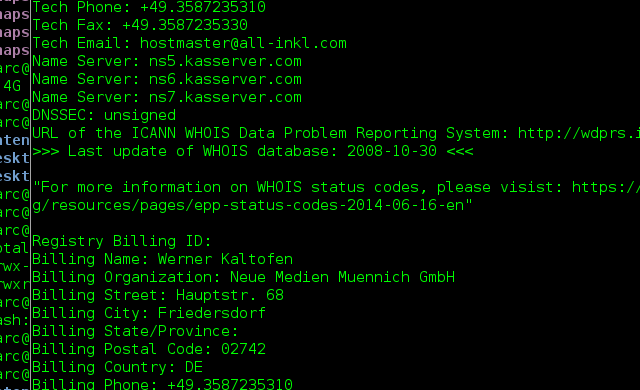 Tech Phone: +49.3587235310
Tech Fax: +49.3587235330
Tech Email: hostmaster@all-inkl.com
Name Server: ns5.kasserver.com
Name Server: ns6.kasserver.com
Name Server: ns7.kasserver.com
DNSSEC: unsigned
URL of the ICANN WHOIS Data Problem Reporting System: http://wdprs.i
>>> Last update of WHOIS database: 2008-10-30 <<<
"For more information on WHOIS status codes, please visist: https://
g/resources/pages/epp-status-codes-2014-06-16-en"
Registry Billing ID:
Billing Name: Werner Kaltofen
Billing Organization: Neue Medien Muennich GmbH
Billing Street: Hauptstr. 68
Billing City: Friedersdorf
Billing State/Province:
Billing Postal Code: 02742
Billing Country: DE
Billing Phone: +49.3587235310
maps
maps
maps
arc@
4G
arc@
arc@
aten
eskt
eskt
arc@
arc@
arc@
otal
rwx-
rwxr
arc@
ash:
arc@
arc@
arc@